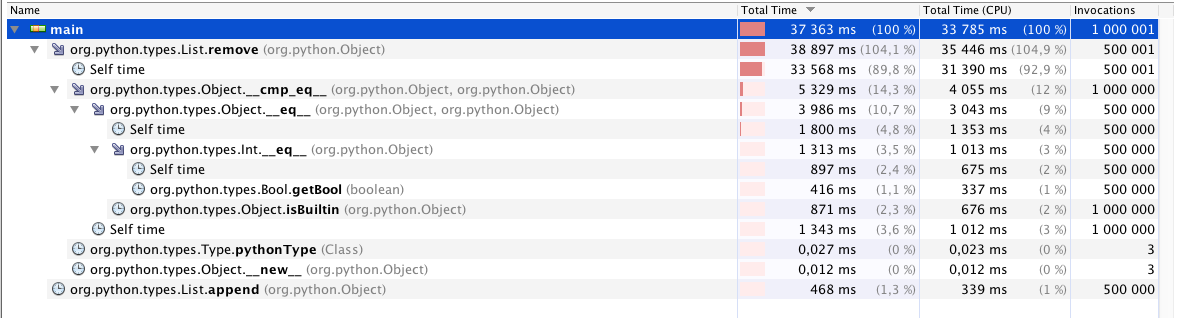 Name Total Time Total Time (CPU) Invocations
main 37 363 ms (100 %) 33 785 ms (100 %) 1 000 001
org.python.types.List.remove (org.python.Object) 38 897 ms (104,1 %) 35 446 ms (104,9 %) 500 001
Self time 33 568 ms (89,8 %) 31 390 ms (92,9 %) 500 001
org.python.types.Object.__cmp_eq__ (org.python.Object, org.python.Object) 5 329 ms (14,3 %) 4 055 ms (12 %) 1 000 000
org.python.types.Object.__eq__ (org.python.Object, org.python.Object) 3 986 ms (10,7 %) 3 043 ms (9 %) 500 000
Self time 1 800 ms (4,8 %) 1 353 ms (4 %) 500 000
org.python.types.Int.__eq__ (org.python.Object) 1 313 ms (3,5 %) 1 013 ms (3 %) 500 000
Self time 897 ms (2,4 %) 675 ms (2 %) 500 000
org.python.types.Bool.getBool (boolean) 416 ms (1,1 %) 337 ms (1 %) 500 000
org.python.types.Object.isBuiltin (org.python.Object) 871 ms (2,3 %) 676 ms (2 %) 1 000 000
Self time 1 343 ms (3,6 %) 1 012 ms (3 %) 1 000 000
org.python.types.Type.pythonType (Class) 0,027 ms (0 %) 0,023 ms (0 %) 3
org.python.types.Object.__new__ (org.python.Object) 0,012 ms (0 %) 0,012 ms (0 %) 3
org.python.types.List.append (org.python.Object) 468 ms (1,3 %) 339 ms (1 %) 500 000